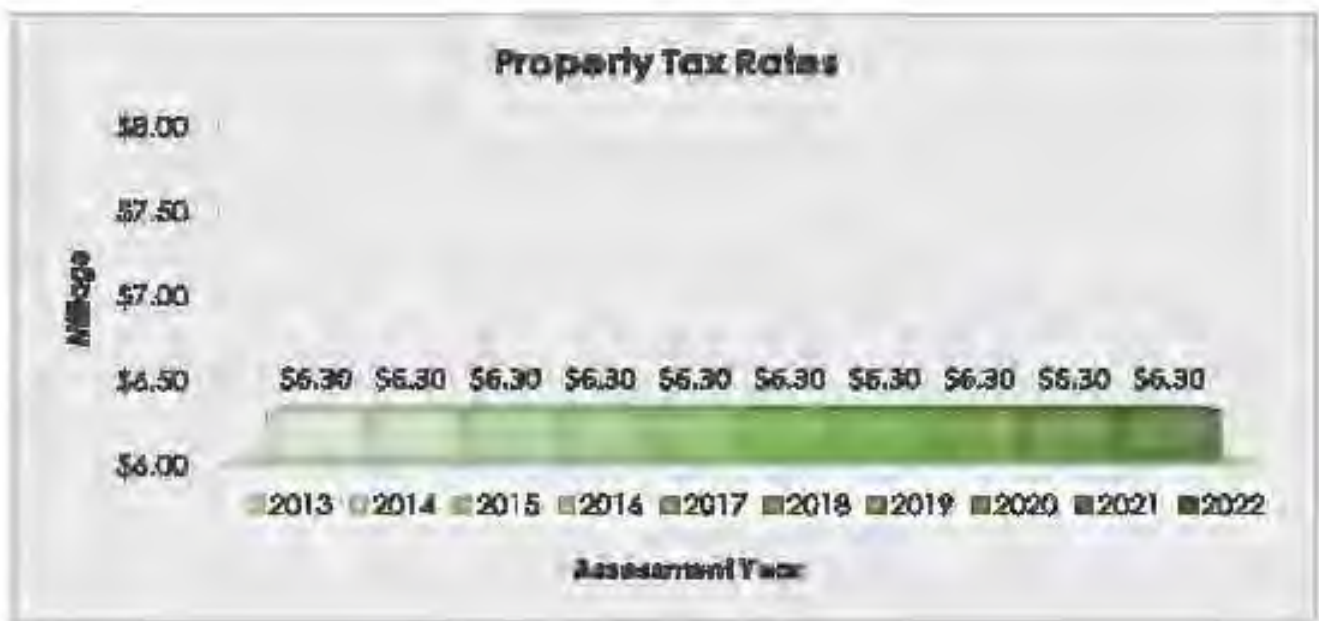 Property Tax Rates
$8.00
$7.50
$7.00
$6.50
$6.00
Millage
$6.30 $6.30 $6.30 $6.30 $6.30 $6.30 $6.30 $6.30 $6.30 $6.30
2013 2014 2015 2016 2017 2018 2019 2020 2021 2022
Assessment Year